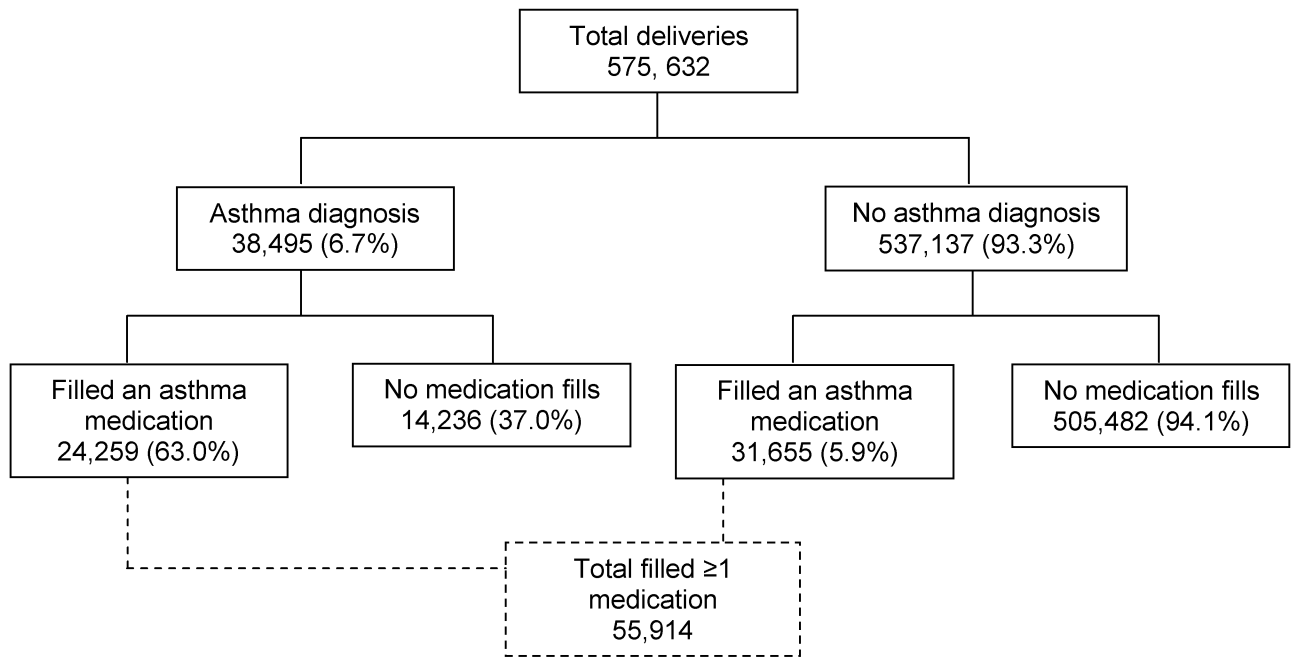 Total deliveries
575, 632
Asthma diagnosis
38,495 (6.7%)
No asthma diagnosis
537,137 (93.3%)
Filled an asthma
medication
24,259 (63.0%)
No medication fills
14,236 (37.0%)
Filled an asthma
medication
31,655 (5.9%)
No medication fills
505,482 (94.1%)
Total filled ≥1
medication
55,914